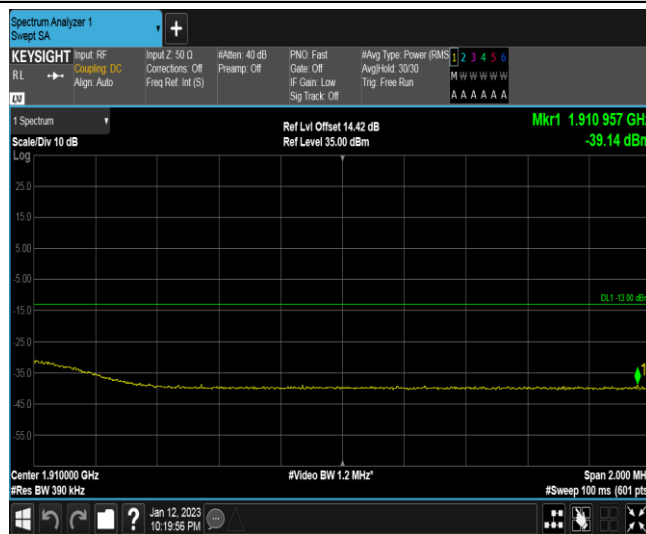 Spectrum Analyzer 1
Swept SA
+
KEYSIGHT Input: RF Input Z: 50 Ω #Atten: 40 dB PNO: Fast #Avg Type: Power (RMS 1 2 3 4 5 6
RL Coupling: DC Corrections: Off Preamp: Off Gate: Off Avg|Hold: 30/30 M W W W W W
Align: Auto Freq Ref: Int (S) IF Gain: Low Trig: Free Run
Sig Track: Off A A A A A A
LXI
1 Spectrum Ref Lvl Offset 14.42 dB Mkr1 1.910 957 GHz
Scale/Div 10 dB Ref Level 35.00 dBm -39.14 dBm
Log
25.0
15.0
5.00
-5.00
DL1 -13.00 dBm
-15.0
-25.0
-35.0
1
-45.0
-55.0
Center 1.910000 GHz #Video BW 1.2 MHz* Span 2.000 MH
#Res BW 390 kHz #Sweep 100 ms (601 pts
? Jan 12, 2023
10:19:56 PM